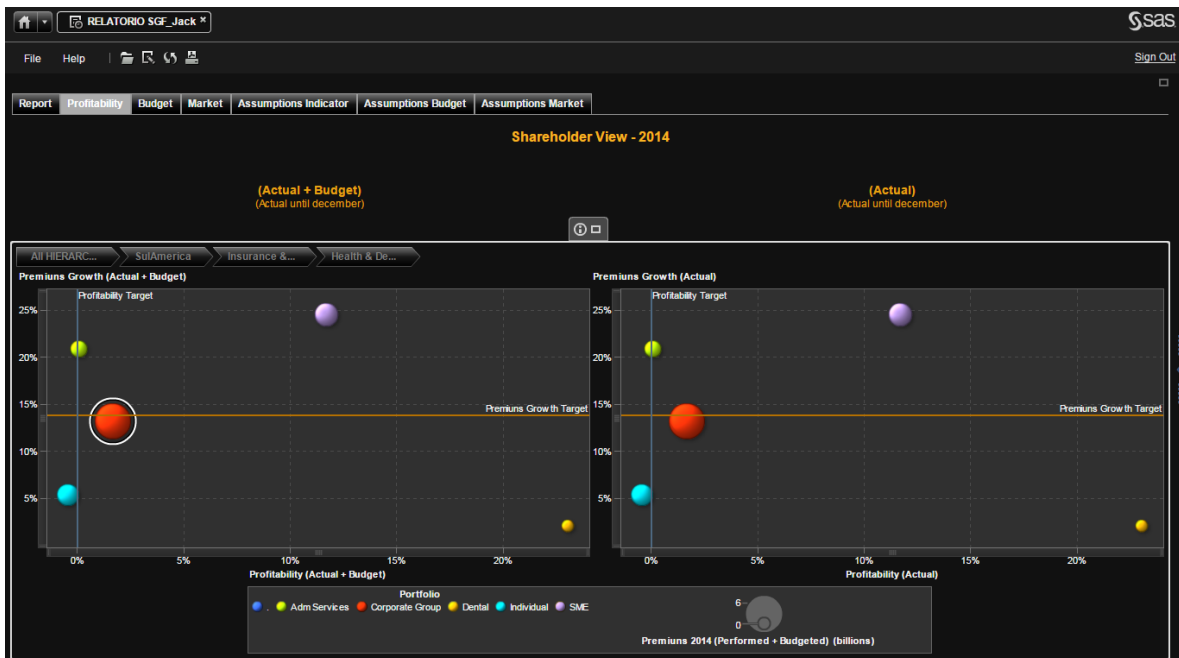 RELATORIO SGF_Jack ×
sas
File Help
Sign Out
Report Profitability Budget Market Assumptions Indicator Assumptions Budget Assumptions Market
Shareholder View - 2014
(Actual + Budget)
(Actual until december)
(Actual)
(Actual until december)
All HIERARC... SulAmerica Insurance &... Health & De...
Premiuns Growth (Actual + Budget)
Profitability Target
25%
20%
15%
Premiuns Growth Target
10%
5%
0% 5% 10% 15% 20%
Profitability (Actual + Budget)
Premiuns Growth (Actual)
Profitability Target
25%
20%
15%
Premiuns Growth Target
10%
5%
0% 5% 10% 15% 20%
Profitability (Actual)
Portfolio
. Adm Services Corporate Group Dental Individual SME
6
0
Premiuns 2014 (Performed + Budgeted) (billions)